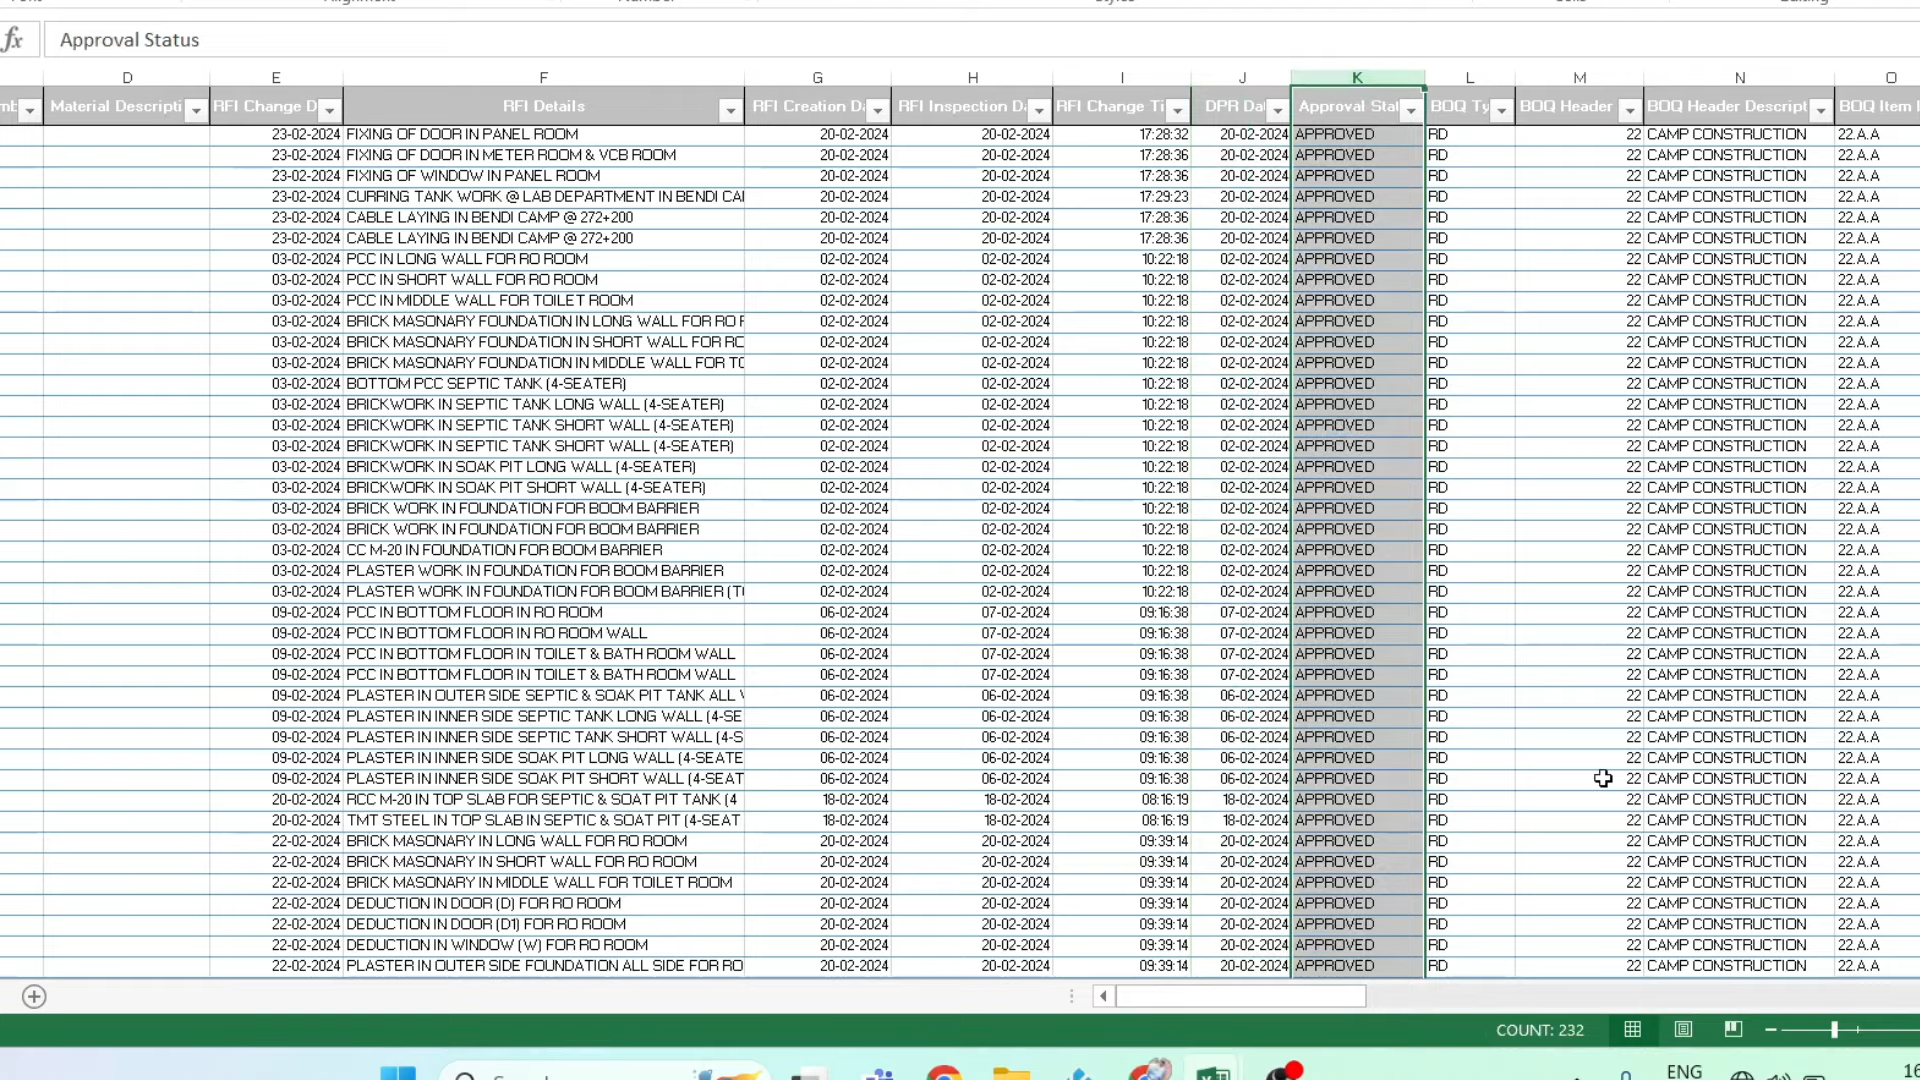 Approval Status
D E F G H I J K L M N O
Material Descripti RFI Change D RFI Details RFI Creation Da RFI Inspection Da RFI Change Ti DPR Dat Approval Stat BOQ Ty BOQ Header BOQ Header Descript BOQ Item
23-02-2024 FIXING OF DOOR IN PANEL ROOM 20-02-2024 20-02-2024 17:28:32 20-02-2024 APPROVED RD 22 CAMP CONSTRUCTION 22.A.A
23-02-2024 FIXING OF DOOR IN METER ROOM & VCB ROOM 20-02-2024 20-02-2024 17:28:36 20-02-2024 APPROVED RD 22 CAMP CONSTRUCTION 22.A.A
23-02-2024 FIXING OF WINDOW IN PANEL ROOM 20-02-2024 20-02-2024 17:28:36 20-02-2024 APPROVED RD 22 CAMP CONSTRUCTION 22.A.A
23-02-2024 CURRING TANK WORK @ LAB DEPARTMENT IN BENDI CA 20-02-2024 20-02-2024 17:29:23 20-02-2024 APPROVED RD 22 CAMP CONSTRUCTION 22.A.A
23-02-2024 CABLE LAYING IN BENDI CAMP @ 272+200 20-02-2024 20-02-2024 17:28:36 20-02-2024 APPROVED RD 22 CAMP CONSTRUCTION 22.A.A
23-02-2024 CABLE LAYING IN BENDI CAMP @ 272+200 20-02-2024 20-02-2024 17:28:36 20-02-2024 APPROVED RD 22 CAMP CONSTRUCTION 22.A.A
03-02-2024 PCC IN LONG WALL FOR RO ROOM 02-02-2024 02-02-2024 10:22:18 02-02-2024 APPROVED RD 22 CAMP CONSTRUCTION 22.A.A
03-02-2024 PCC IN SHORT WALL FOR RO ROOM 02-02-2024 02-02-2024 10:22:18 02-02-2024 APPROVED RD 22 CAMP CONSTRUCTION 22.A.A
03-02-2024 PCC IN MIDDLE WALL FOR TOILET ROOM 02-02-2024 02-02-2024 10:22:18 02-02-2024 APPROVED RD 22 CAMP CONSTRUCTION 22.A.A
03-02-2024 BRICK MASONARY FOUNDATION IN LONG WALL FOR RO R 02-02-2024 02-02-2024 10:22:18 02-02-2024 APPROVED RD 22 CAMP CONSTRUCTION 22.A.A
03-02-2024 BRICK MASONARY FOUNDATION IN SHORT WALL FOR RO 02-02-2024 02-02-2024 10:22:18 02-02-2024 APPROVED RD 22 CAMP CONSTRUCTION 22.A.A
03-02-2024 BRICK MASONARY FOUNDATION IN MIDDLE WALL FOR TO 02-02-2024 02-02-2024 10:22:18 02-02-2024 APPROVED RD 22 CAMP CONSTRUCTION 22.A.A
03-02-2024 BOTTOM PCC SEPTIC TANK (4-SEATER) 02-02-2024 02-02-2024 10:22:18 02-02-2024 APPROVED RD 22 CAMP CONSTRUCTION 22.A.A
03-02-2024 BRICKWORK IN SEPTIC TANK LONG WALL (4-SEATER) 02-02-2024 02-02-2024 10:22:18 02-02-2024 APPROVED RD 22 CAMP CONSTRUCTION 22.A.A
03-02-2024 BRICKWORK IN SEPTIC TANK SHORT WALL (4-SEATER) 02-02-2024 02-02-2024 10:22:18 02-02-2024 APPROVED RD 22 CAMP CONSTRUCTION 22.A.A
03-02-2024 BRICKWORK IN SEPTIC TANK SHORT WALL (4-SEATER) 02-02-2024 02-02-2024 10:22:18 02-02-2024 APPROVED RD 22 CAMP CONSTRUCTION 22.A.A
03-02-2024 BRICKWORK IN SOAK PIT LONG WALL (4-SEATER) 02-02-2024 02-02-2024 10:22:18 02-02-2024 APPROVED RD 22 CAMP CONSTRUCTION 22.A.A
03-02-2024 BRICKWORK IN SOAK PIT SHORT WALL (4-SEATER) 02-02-2024 02-02-2024 10:22:18 02-02-2024 APPROVED RD 22 CAMP CONSTRUCTION 22.A.A
03-02-2024 BRICK WORK IN FOUNDATION FOR BOOM BARRIER 02-02-2024 02-02-2024 10:22:18 02-02-2024 APPROVED RD 22 CAMP CONSTRUCTION 22.A.A
03-02-2024 BRICK WORK IN FOUNDATION FOR BOOM BARRIER 02-02-2024 02-02-2024 10:22:18 02-02-2024 APPROVED RD 22 CAMP CONSTRUCTION 22.A.A
03-02-2024 CC M-20 IN FOUNDATION FOR BOOM BARRIER 02-02-2024 02-02-2024 10:22:18 02-02-2024 APPROVED RD 22 CAMP CONSTRUCTION 22.A.A
03-02-2024 PLASTER WORK IN FOUNDATION FOR BOOM BARRIER 02-02-2024 02-02-2024 10:22:18 02-02-2024 APPROVED RD 22 CAMP CONSTRUCTION 22.A.A
03-02-2024 PLASTER WORK IN FOUNDATION FOR BOOM BARRIER (T 02-02-2024 02-02-2024 10:22:18 02-02-2024 APPROVED RD 22 CAMP CONSTRUCTION 22.A.A
09-02-2024 PCC IN BOTTOM FLOOR IN RO ROOM 06-02-2024 07-02-2024 09:16:38 07-02-2024 APPROVED RD 22 CAMP CONSTRUCTION 22.A.A
09-02-2024 PCC IN BOTTOM FLOOR IN RO ROOM WALL 06-02-2024 07-02-2024 09:16:38 07-02-2024 APPROVED RD 22 CAMP CONSTRUCTION 22.A.A
09-02-2024 PCC IN BOTTOM FLOOR IN TOILET & BATH ROOM WALL 06-02-2024 07-02-2024 09:16:38 07-02-2024 APPROVED RD 22 CAMP CONSTRUCTION 22.A.A
09-02-2024 PCC IN BOTTOM FLOOR IN TOILET & BATH ROOM WALL 06-02-2024 07-02-2024 09:16:38 07-02-2024 APPROVED RD 22 CAMP CONSTRUCTION 22.A.A
09-02-2024 PLASTER IN OUTER SIDE SEPTIC & SOAK PIT TANK ALL 06-02-2024 06-02-2024 09:16:38 06-02-2024 APPROVED RD 22 CAMP CONSTRUCTION 22.A.A
09-02-2024 PLASTER IN INNER SIDE SEPTIC TANK LONG WALL (4-SE 06-02-2024 06-02-2024 09:16:38 06-02-2024 APPROVED RD 22 CAMP CONSTRUCTION 22.A.A
09-02-2024 PLASTER IN INNER SIDE SEPTIC TANK SHORT WALL (4-S 06-02-2024 06-02-2024 09:16:38 06-02-2024 APPROVED RD 22 CAMP CONSTRUCTION 22.A.A
09-02-2024 PLASTER IN INNER SIDE SOAK PIT LONG WALL (4-SEATE 06-02-2024 06-02-2024 09:16:38 06-02-2024 APPROVED RD 22 CAMP CONSTRUCTION 22.A.A
09-02-2024 PLASTER IN INNER SIDE SOAK PIT SHORT WALL (4-SEAT 06-02-2024 06-02-2024 09:16:38 06-02-2024 APPROVED RD 22 CAMP CONSTRUCTION 22.A.A
20-02-2024 RCC M-20 IN TOP SLAB FOR SEPTIC & SOAT PIT TANK (4 18-02-2024 18-02-2024 08:16:19 18-02-2024 APPROVED RD 22 CAMP CONSTRUCTION 22.A.A
20-02-2024 TMT STEEL IN TOP SLAB IN SEPTIC & SOAT PIT (4-SEAT 18-02-2024 18-02-2024 08:16:19 18-02-2024 APPROVED RD 22 CAMP CONSTRUCTION 22.A.A
22-02-2024 BRICK MASONARY IN LONG WALL FOR RO ROOM 20-02-2024 20-02-2024 09:39:14 20-02-2024 APPROVED RD 22 CAMP CONSTRUCTION 22.A.A
22-02-2024 BRICK MASONARY IN SHORT WALL FOR RO ROOM 20-02-2024 20-02-2024 09:39:14 20-02-2024 APPROVED RD 22 CAMP CONSTRUCTION 22.A.A
22-02-2024 BRICK MASONARY IN MIDDLE WALL FOR TOILET ROOM 20-02-2024 20-02-2024 09:39:14 20-02-2024 APPROVED RD 22 CAMP CONSTRUCTION 22.A.A
22-02-2024 DEDUCTION IN DOOR (D) FOR RO ROOM 20-02-2024 20-02-2024 09:39:14 20-02-2024 APPROVED RD 22 CAMP CONSTRUCTION 22.A.A
22-02-2024 DEDUCTION IN DOOR (D1) FOR RO ROOM 20-02-2024 20-02-2024 09:39:14 20-02-2024 APPROVED RD 22 CAMP CONSTRUCTION 22.A.A
22-02-2024 DEDUCTION IN WINDOW (W) FOR RO ROOM 20-02-2024 20-02-2024 09:39:14 20-02-2024 APPROVED RD 22 CAMP CONSTRUCTION 22.A.A
22-02-2024 PLASTER IN OUTER SIDE FOUNDATION ALL SIDE FOR RO 20-02-2024 20-02-2024 09:39:14 20-02-2024 APPROVED RD 22 CAMP CONSTRUCTION 22.A.A
COUNT: 232
ENG